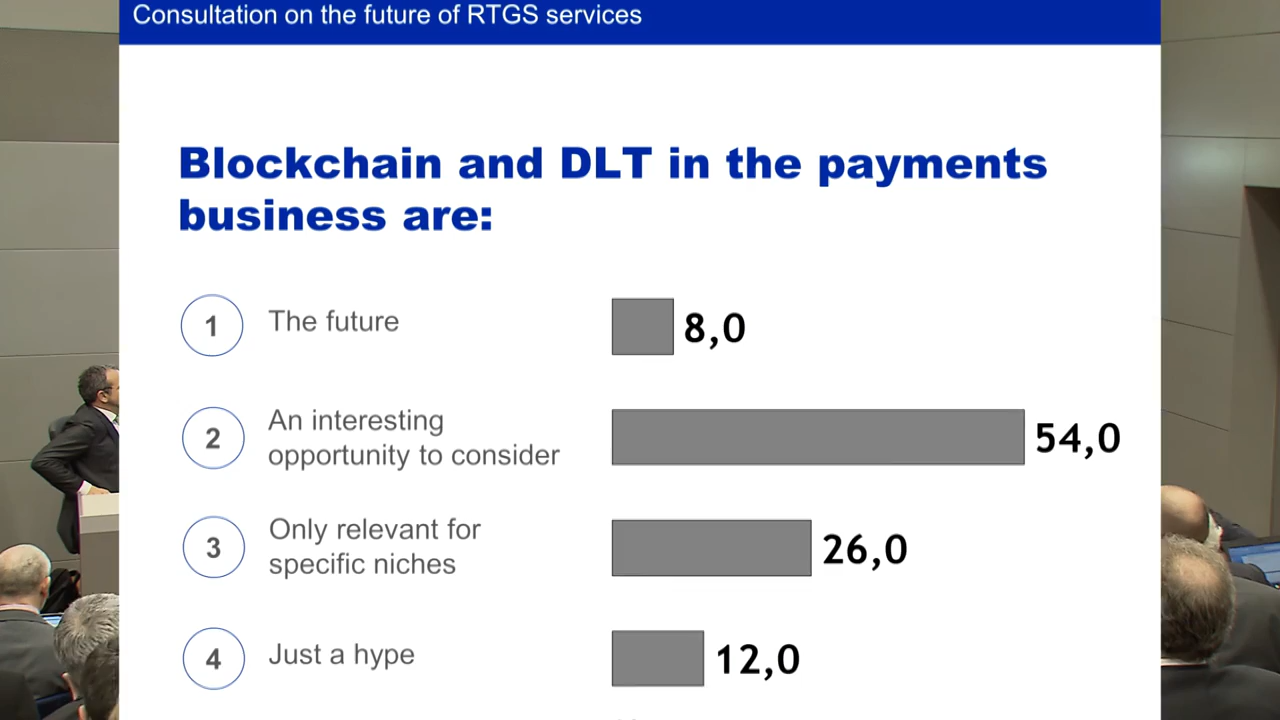 Consultation on the future of RTGS services
Blockchain and DLT in the payments
business are:
1 The future 8,0
2 An interesting
opportunity to consider 54,0
3 Only relevant for
specific niches 26,0
4 Just a hype 12,0